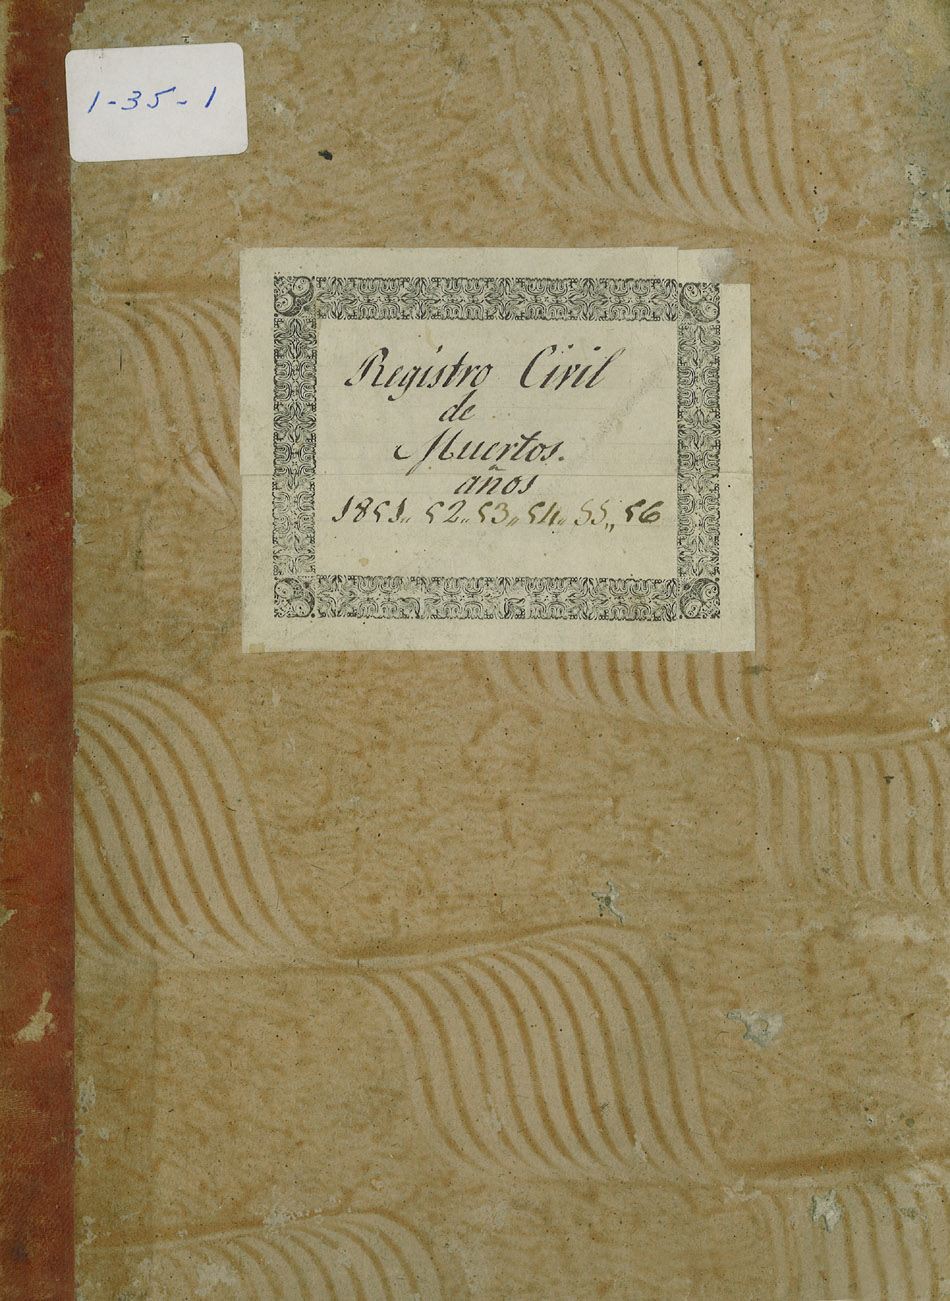 1-35-1
Registro Civil
de
Muertos.
años
1851,, 52,, 53,, 54,, 55,, 56